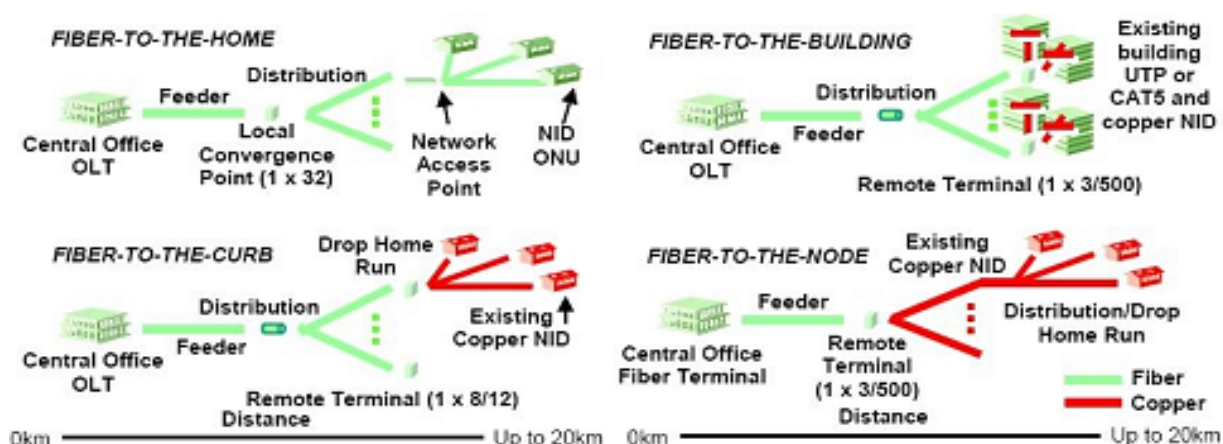 FIBER-TO-THE-HOME
Distribution
Feeder
Central Office
OLT
Local
Convergence
Point (1 x 32)
Network
Access
Point
NID
ONU
FIBER-TO-THE-BUILDING
Existing
building
UTP or
CAT5 and
copper NID
Distribution
Feeder
Central Office
OLT
Remote Terminal (1 x 3/500)
FIBER-TO-THE-CURB
Drop Home
Run
Distribution
Feeder
Central Office
OLT
Existing
Copper NID
Remote Terminal (1 x 8/12)
Distance
0km
Up to 20km
FIBER-TO-THE-NODE
Existing
Copper NID
Feeder
Central Office
Fiber Terminal
Remote
Terminal
(1 x 3/500)
Distribution/Drop
Home Run
Fiber
Copper
Distance
0km
Up to 20km